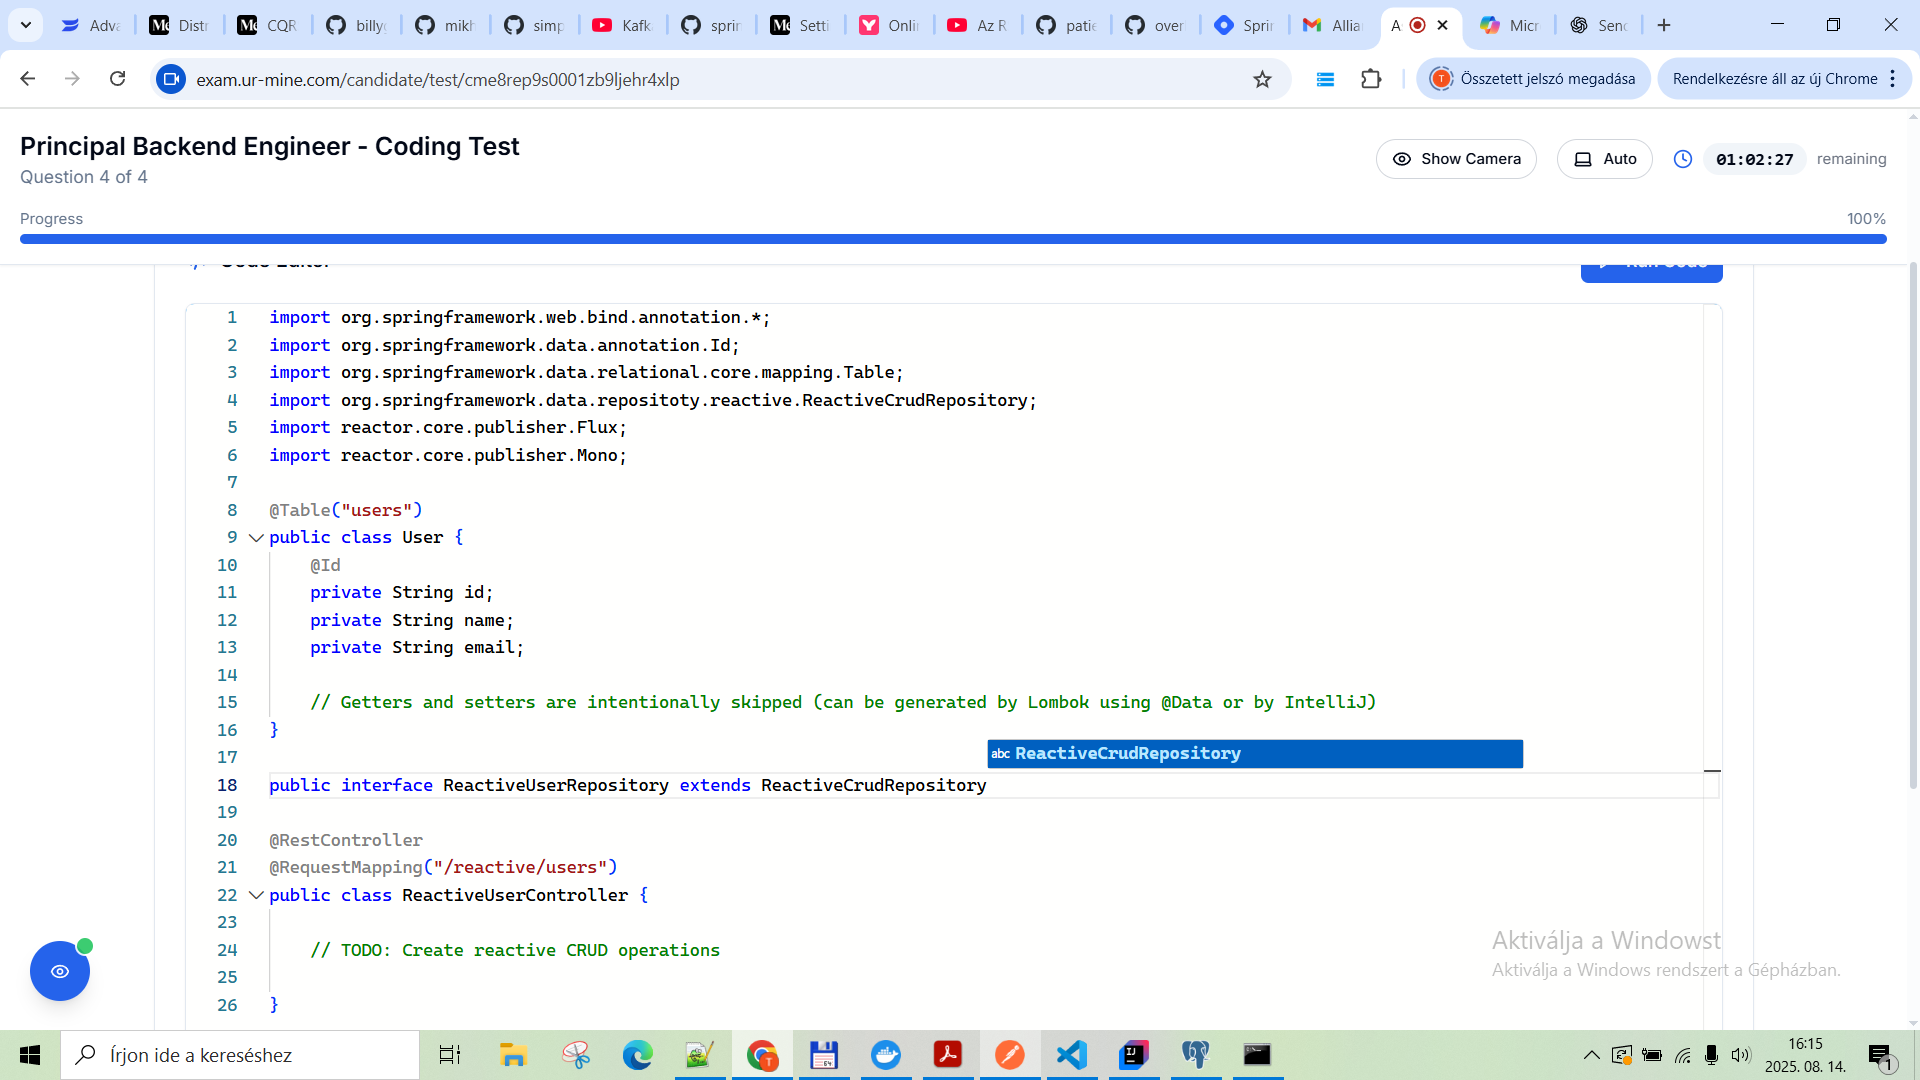 Adva
Distr
CQR
billy
mikh
simp
Kafk
sprin
Setti
Onlin
Az R
patie
over
Sprin
Allia
A
Micr
Send
exam.ur-mine.com/candidate/test/cme8rep9s0001zb9ljehr4xlp
Összetett jelszó megadása
Rendelkezésre áll az új Chrome
Principal Backend Engineer - Coding Test
Question 4 of 4
Show Camera
Auto
01:02:27 remaining
Progress
100%
Code Editor
Run Code
1 import org.springframework.web.bind.annotation.*;
2 import org.springframework.data.annotation.Id;
3 import org.springframework.data.relational.core.mapping.Table;
4 import org.springframework.data.repositoty.reactive.ReactiveCrudRepository;
5 import reactor.core.publisher.Flux;
6 import reactor.core.publisher.Mono;
7
8 @Table("users")
9 public class User {
10 @Id
11 private String id;
12 private String name;
13 private String email;
14
15 // Getters and setters are intentionally skipped (can be generated by Lombok using @Data or by IntelliJ)
16 }
17
abc ReactiveCrudRepository
18 public interface ReactiveUserRepository extends ReactiveCrudRepository
19
20 @RestController
21 @RequestMapping("/reactive/users")
22 public class ReactiveUserController {
23
24 // TODO: Create reactive CRUD operations
25
26 }
Aktiválja a Windowst
Aktiválja a Windows rendszert a Gépházban.
Írjon ide a kereséshez
16:15
2025. 08. 14.
1